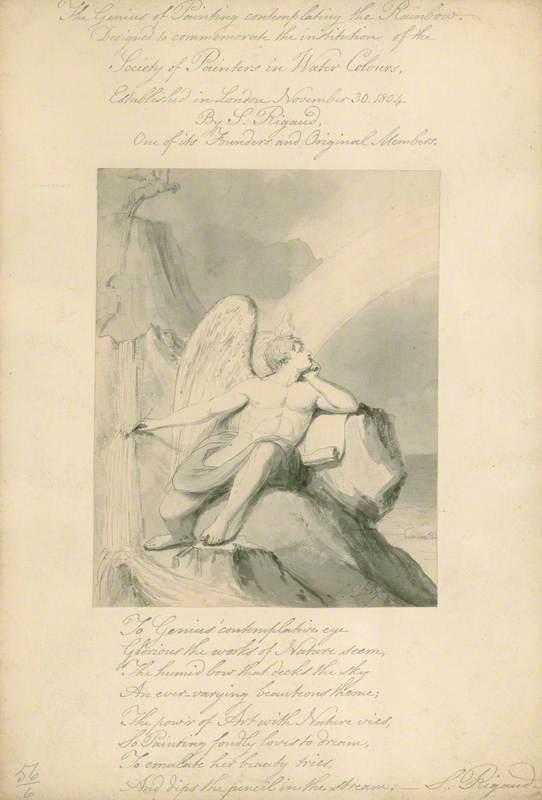 The Genius of Painting contemplating the Rainbow.
Designed to commemorate the institution of the
Society of Painters in Water Colours,
Established in London November 30. 1804
By S. Rigaud,
One of its Founders and Original Members.
To Genius' contemplative eye
Glorious the works of Nature seem,
The humid bow that decks the sky
An ever-varying beauteous theme;
The pow'r of Art with Nature vies,
So Painting fondly loves to dream,
To emulate her beauty tries,
And dips the pencil in the stream. — S. Rigaud.
56
6